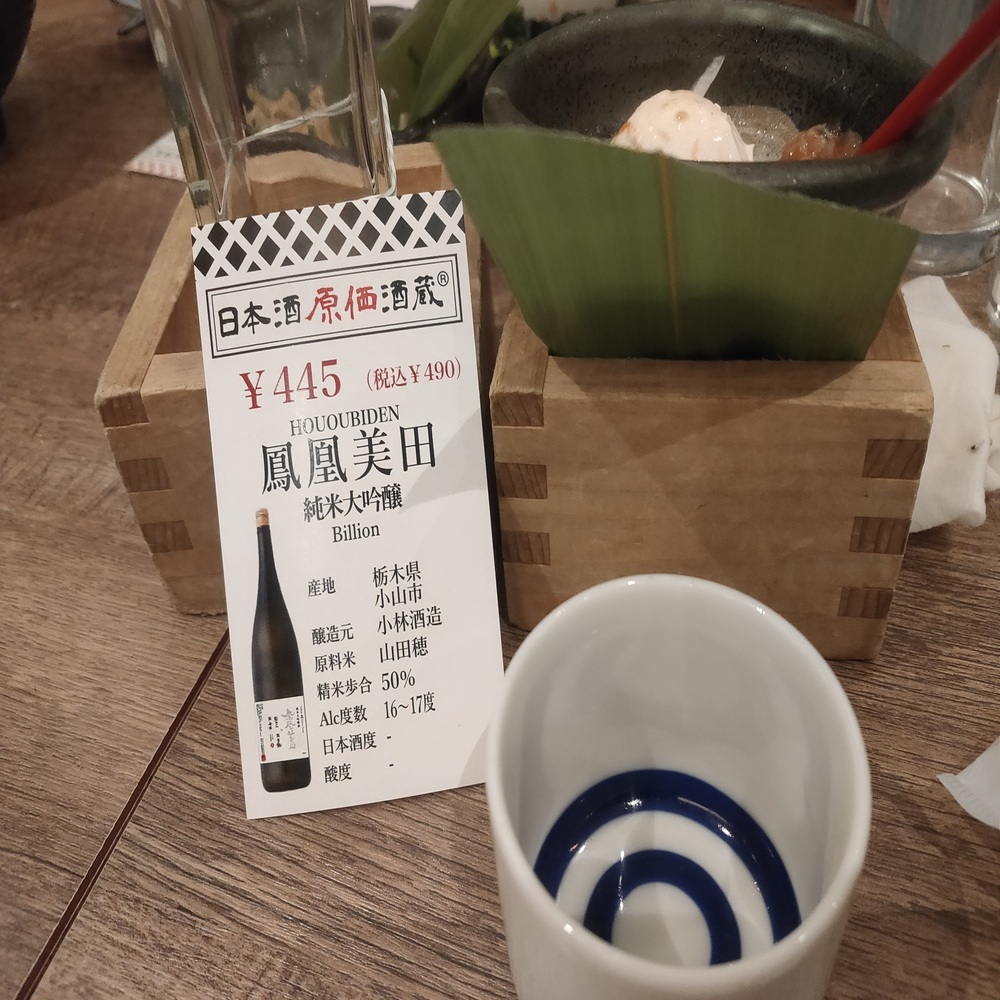 日本酒原価酒蔵®
¥445 (税込¥490)
HOUOUBIDEN
鳳凰美田
純米大吟醸
Billion
産地 栃木県
小山市
醸造元 小林酒造
原料米 山田穂
精米歩合 50%
Alc度数 16~17度
日本酒度 -
酸度 -